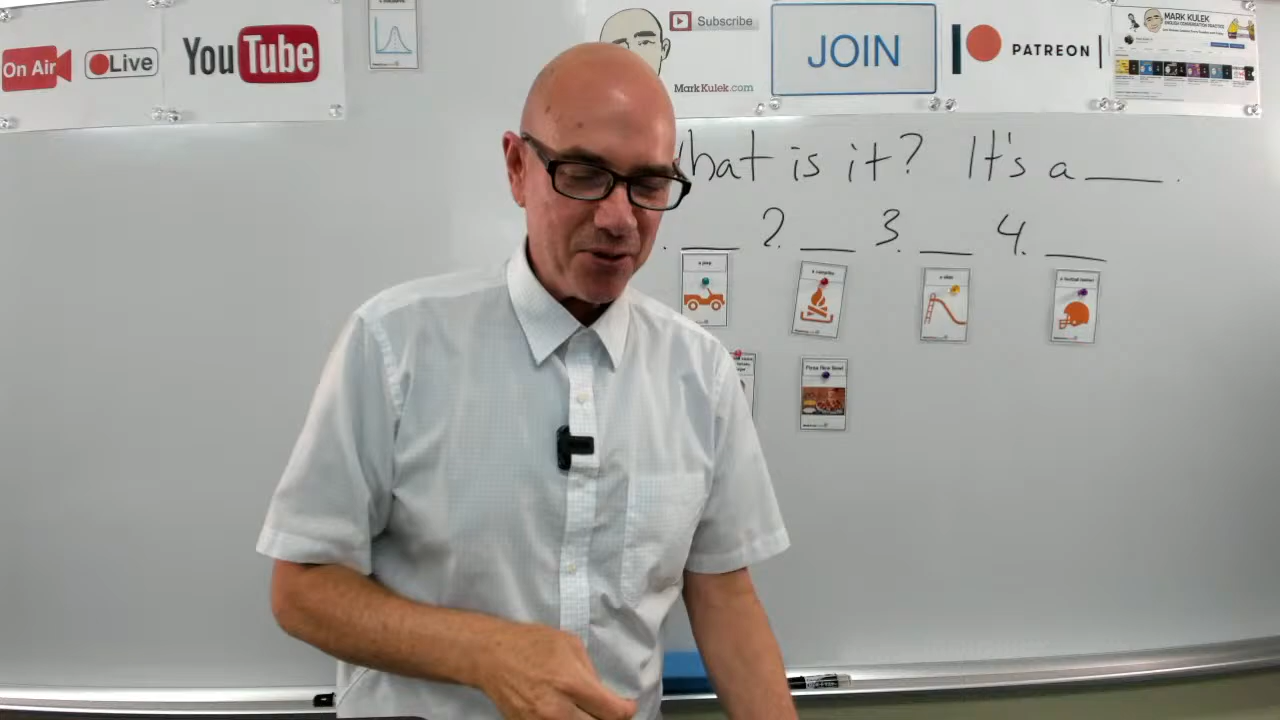 On Air
Live
YouTube
Subscribe
MarkKulek.com
JOIN
PATREON
MARK KULEK
hat is it? It's a ___.
. ___ 2. ___ 3. ___ 4. ___
a jeep
a campfire
a slide
a football helmet